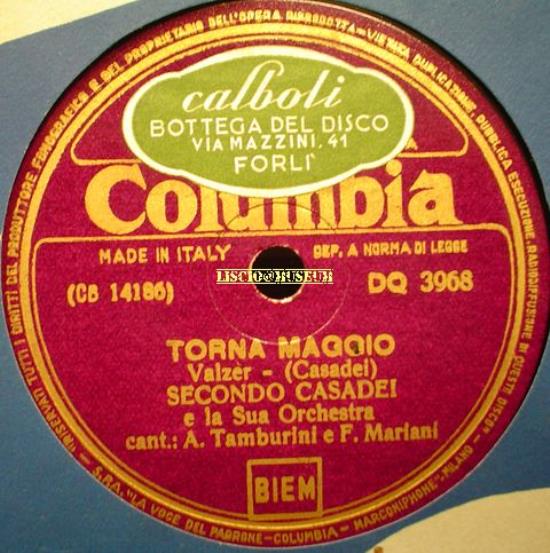 calboli
BOTTEGA DEL DISCO
VIA MAZZINI, 41
FORLI'
Columbia
MADE IN ITALY
DEP. A NORMA DI LEGGE
LISCIO@MUSEUM
(CB 14186)
DQ 3968
TORNA MAGGIO
Valzer - (Casadei)
SECONDO CASADEI
e la Sua Orchestra
cant.: A. Tamburini e F. Mariani
BIEM
"RISERVATI TUTTI I DIRITTI DEL PRODUTTORE FONOGRAFICO E DEL PROPRIETARIO DELL'OPERA RIPRODOTTA - VIETATA DUPLICAZIONE, PUBBLICA ESECUZIONE, RADIODIFFUSIONE DI QUESTO DISCO"
S.P.A. "LA VOCE DEL PADRONE - COLUMBIA - MARCONIPHONE" - MILANO -